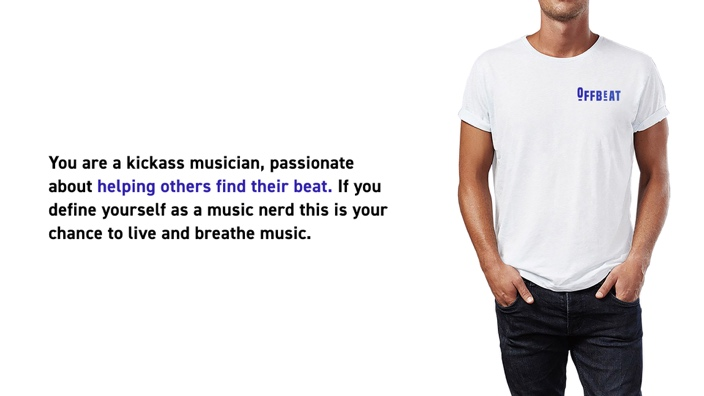 OFFBEAT
You are a kickass musician, passionate
about helping others find their beat. If you
define yourself as a music nerd this is your
chance to live and breathe music.